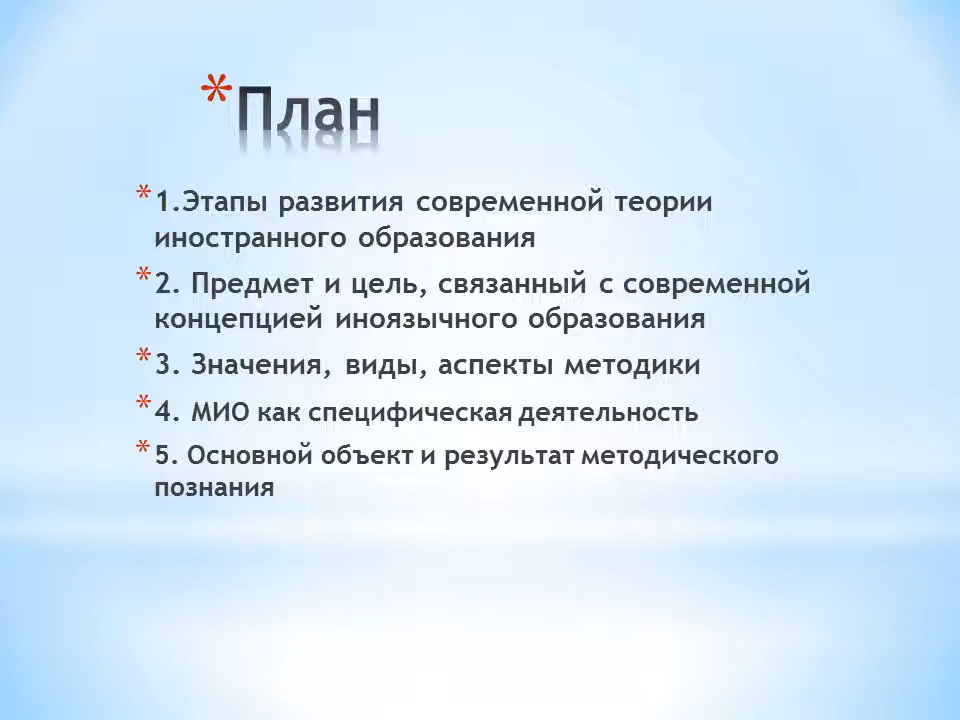 *План
*1.Этапы развития современной теории
иностранного образования
*2. Предмет и цель, связанный с современной
концепцией иноязычного образования
*3. Значения, виды, аспекты методики
*4. МИО как специфическая деятельность
*5. Основной объект и результат методического
познания